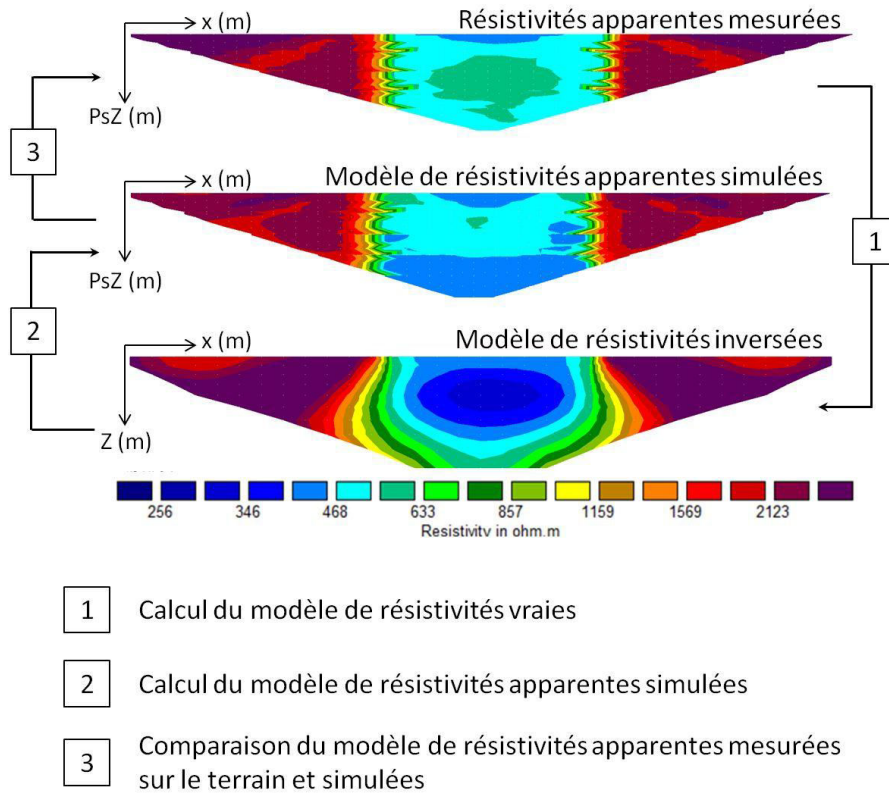 x (m)
Résistivités apparentes mesurées
PsZ (m)
3
x (m)
Modèle de résistivités apparentes simulées
1
PsZ (m)
2
x (m)
Modèle de résistivités inversées
Z (m)
256 346 468 633 857 1159 1569 2123
Resistivity in ohm.m
1 Calcul du modèle de résistivités vraies
2 Calcul du modèle de résistivités apparentes simulées
3 Comparaison du modèle de résistivités apparentes mesurées
sur le terrain et simulées